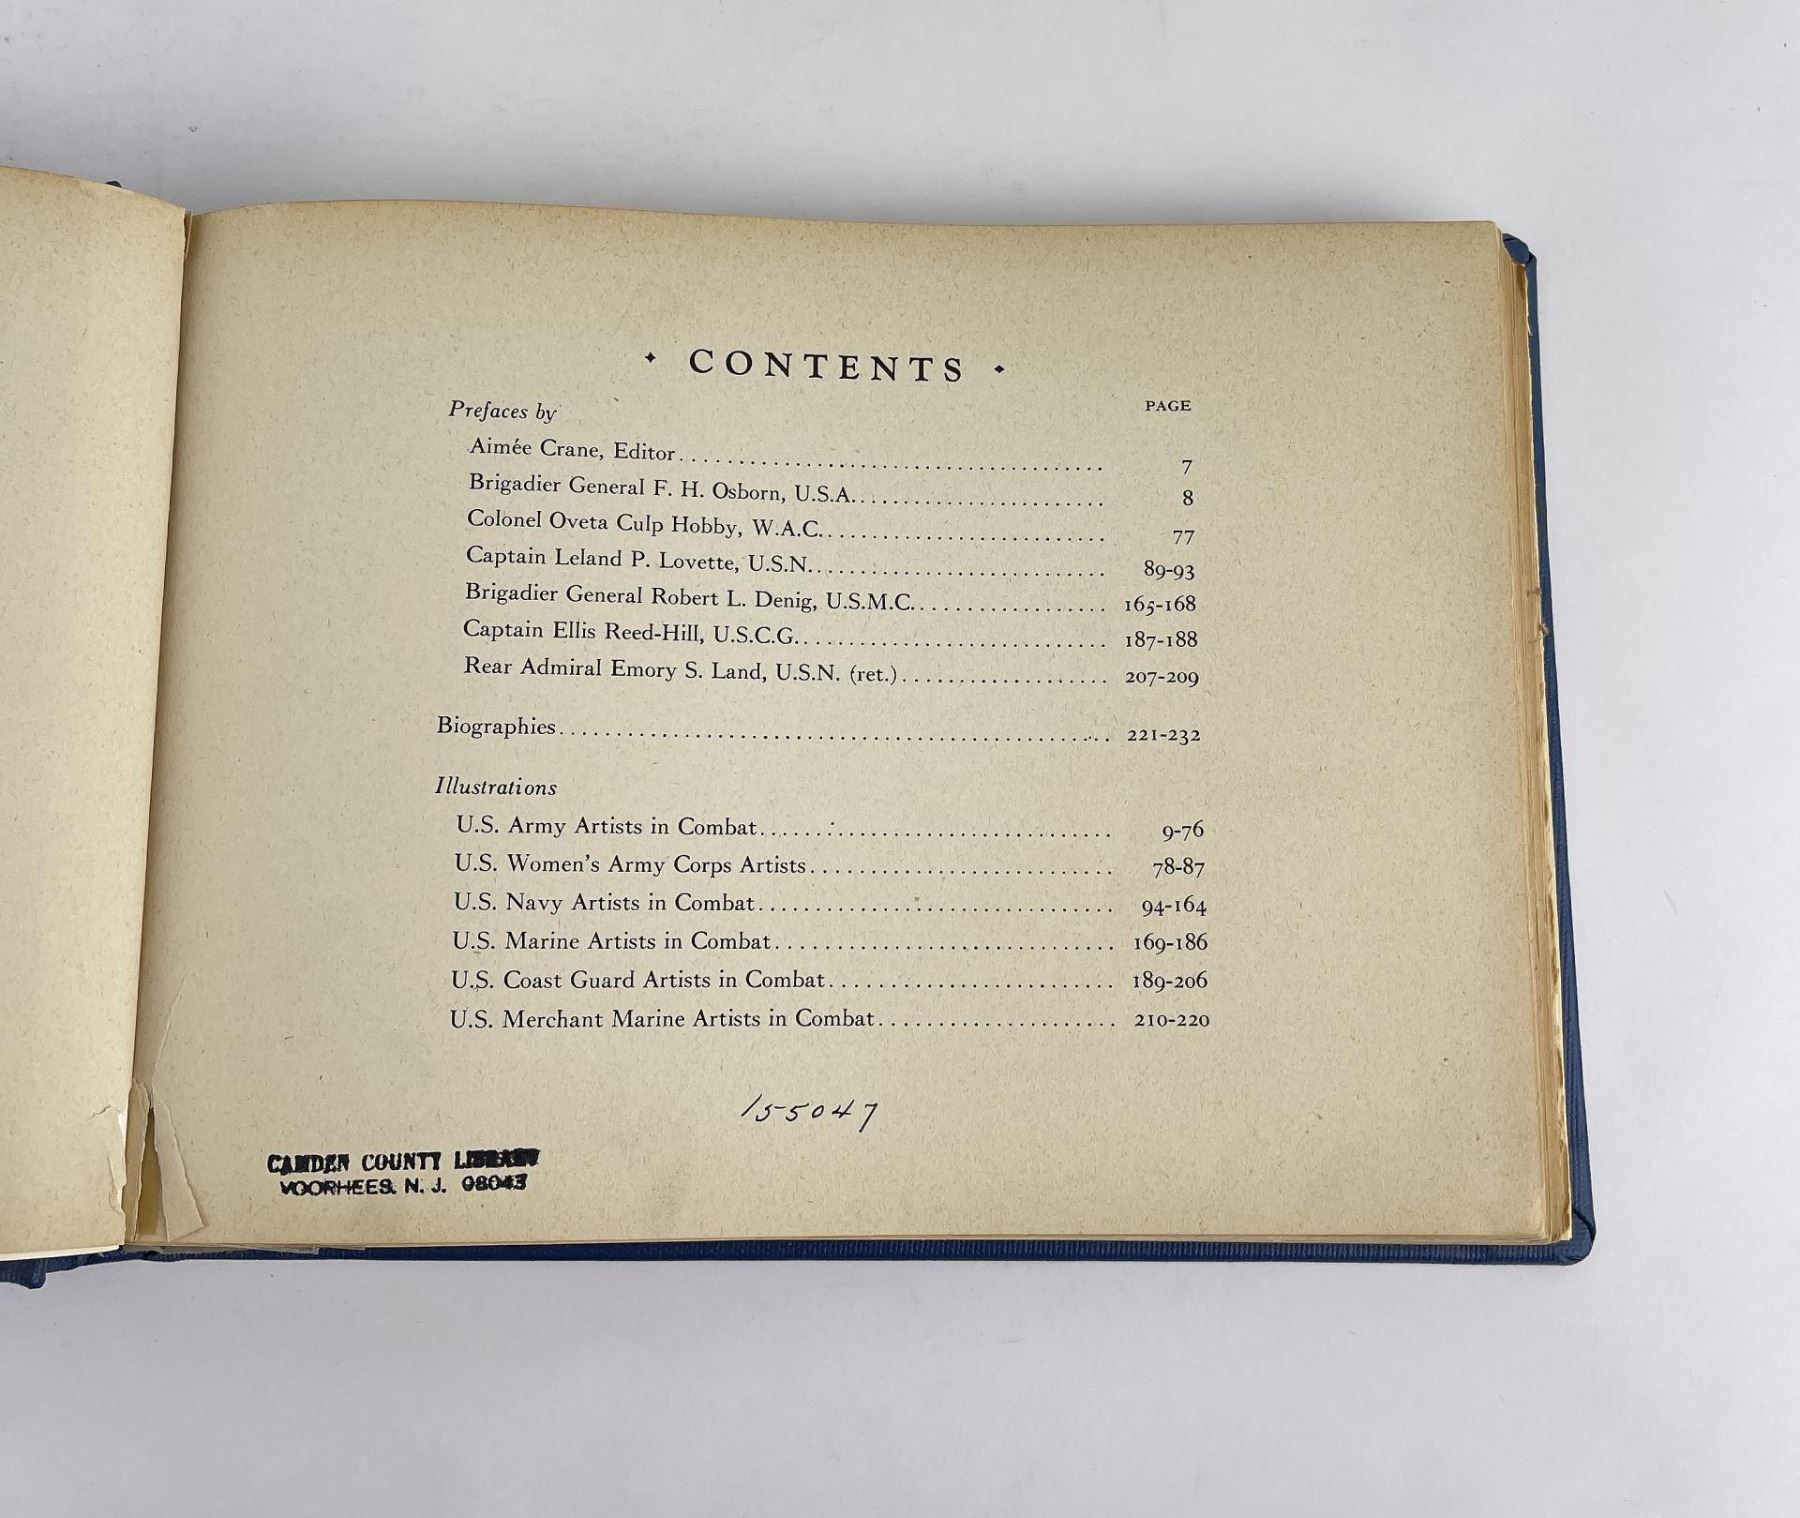 CONTENTS
Prefaces by PAGE
Aimée Crane, Editor 7
Brigadier General F. H. Osborn, U.S.A. 8
Colonel Oveta Culp Hobby, W.A.C. 77
Captain Leland P. Lovette, U.S.N. 89-93
Brigadier General Robert L. Denig, U.S.M.C. 165-168
Captain Ellis Reed-Hill, U.S.C.G. 187-188
Rear Admiral Emory S. Land, U.S.N. (ret.) 207-209
Biographies 221-232
Illustrations
U.S. Army Artists in Combat 9-76
U.S. Women's Army Corps Artists 78-87
U.S. Navy Artists in Combat 94-164
U.S. Marine Artists in Combat 169-186
U.S. Coast Guard Artists in Combat 189-206
U.S. Merchant Marine Artists in Combat 210-220
155047
CAMDEN COUNTY LIBRARY
VOORHEES, N. J. 08043